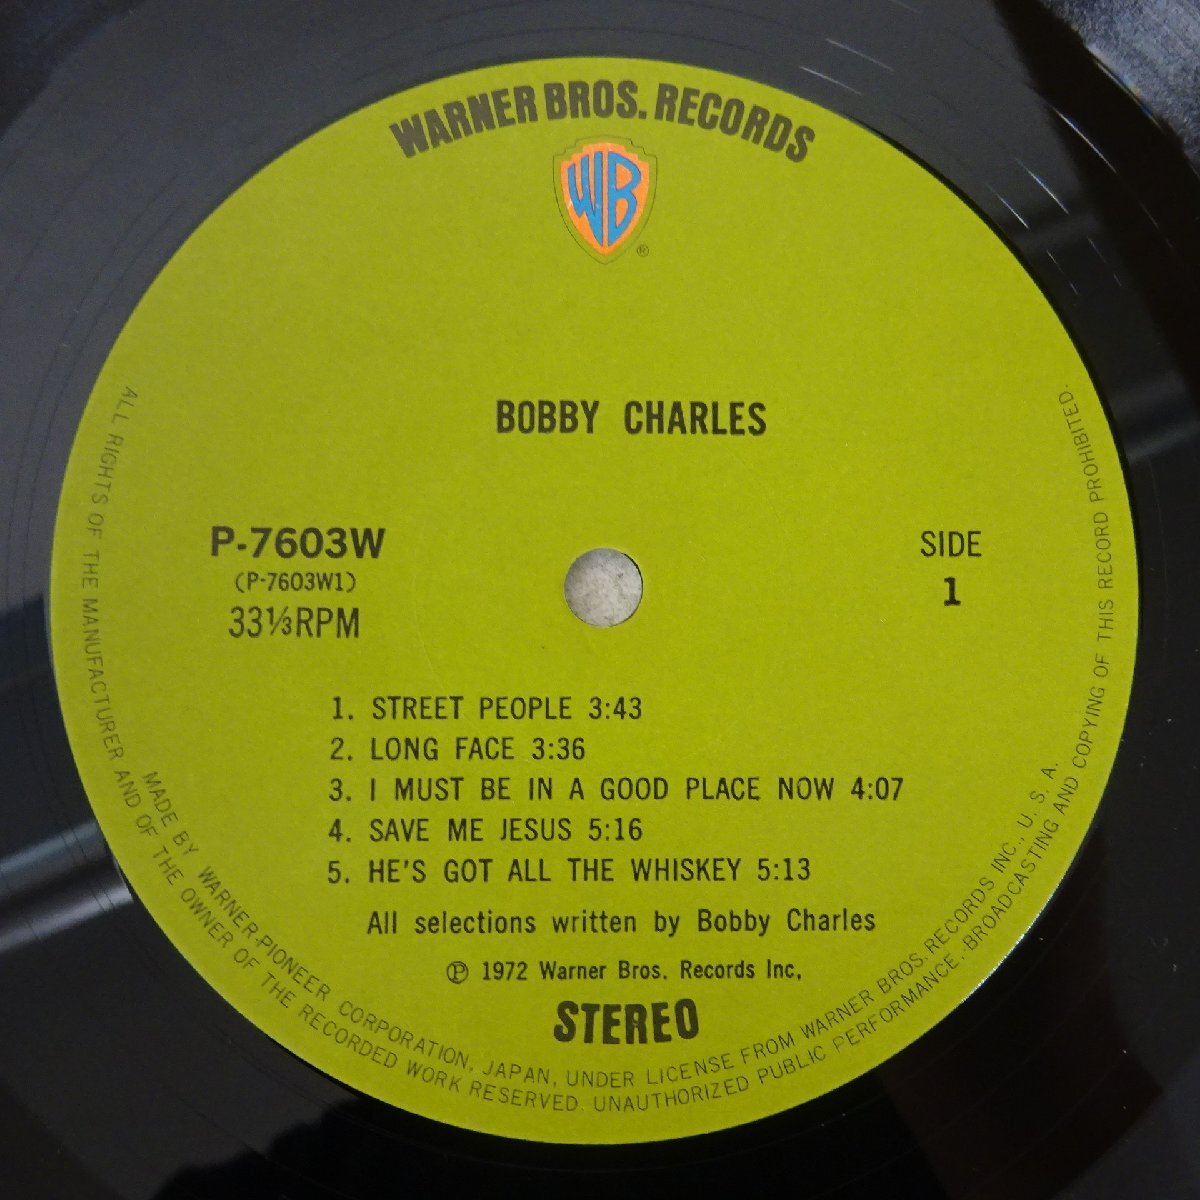 WARNER BROS. RECORDS
WB
®
BOBBY CHARLES
P-7603W
(P-7603W1)
33⅓RPM
SIDE
1
1. STREET PEOPLE 3:43
2. LONG FACE 3:36
3. I MUST BE IN A GOOD PLACE NOW 4:07
4. SAVE ME JESUS 5:16
5. HE'S GOT ALL THE WHISKEY 5:13
All selections written by Bobby Charles
℗ 1972 Warner Bros. Records Inc.
STEREO
MADE BY WARNER-PIONEER CORPORATION, JAPAN, UNDER LICENSE FROM WARNER BROS. RECORDS INC., U. S. A.
ALL RIGHTS OF THE MANUFACTURER AND OF THE OWNER OF THE RECORDED WORK RESERVED. UNAUTHORIZED PUBLIC PERFORMANCE. BROADCASTING AND COPYING OF THIS RECORD PROHIBITED.